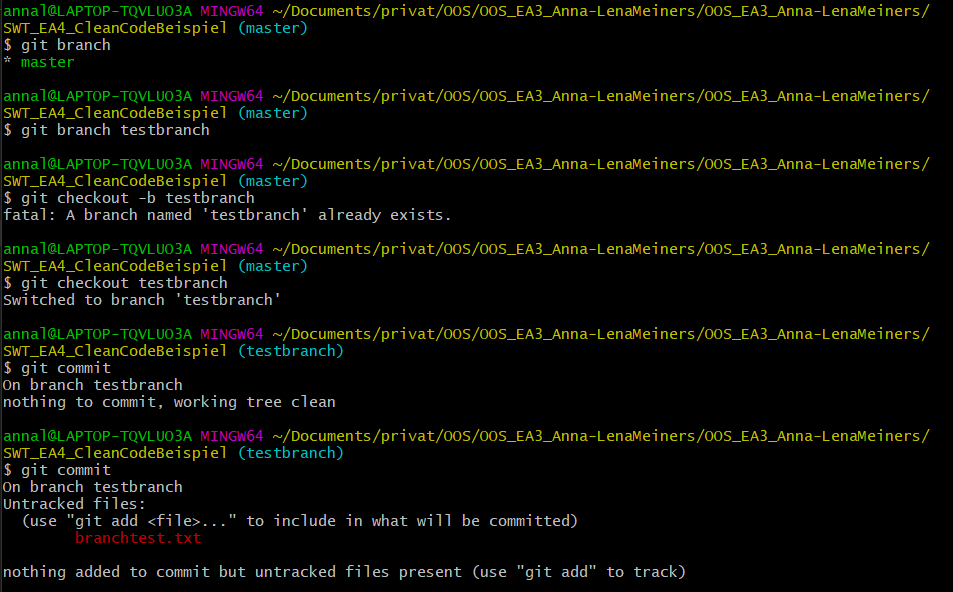 annal@LAPTOP-TQVLUO3A MINGW64 ~/Documents/privat/OOS/OOS_EA3_Anna-LenaMeiners/OOS_EA3_Anna-LenaMeiners/
SWT_EA4_CleanCodeBeispiel (master)
$ git branch
* master
annal@LAPTOP-TQVLUO3A MINGW64 ~/Documents/privat/OOS/OOS_EA3_Anna-LenaMeiners/OOS_EA3_Anna-LenaMeiners/
SWT_EA4_CleanCodeBeispiel (master)
$ git branch testbranch
annal@LAPTOP-TQVLUO3A MINGW64 ~/Documents/privat/OOS/OOS_EA3_Anna-LenaMeiners/OOS_EA3_Anna-LenaMeiners/
SWT_EA4_CleanCodeBeispiel (master)
$ git checkout -b testbranch
fatal: A branch named 'testbranch' already exists.
annal@LAPTOP-TQVLUO3A MINGW64 ~/Documents/privat/OOS/OOS_EA3_Anna-LenaMeiners/OOS_EA3_Anna-LenaMeiners/
SWT_EA4_CleanCodeBeispiel (master)
$ git checkout testbranch
Switched to branch 'testbranch'
annal@LAPTOP-TQVLUO3A MINGW64 ~/Documents/privat/OOS/OOS_EA3_Anna-LenaMeiners/OOS_EA3_Anna-LenaMeiners/
SWT_EA4_CleanCodeBeispiel (testbranch)
$ git commit
On branch testbranch
nothing to commit, working tree clean
annal@LAPTOP-TQVLUO3A MINGW64 ~/Documents/privat/OOS/OOS_EA3_Anna-LenaMeiners/OOS_EA3_Anna-LenaMeiners/
SWT_EA4_CleanCodeBeispiel (testbranch)
$ git commit
On branch testbranch
Untracked files:
(use "git add <file>..." to include in what will be committed)
branchtest.txt
nothing added to commit but untracked files present (use "git add" to track)